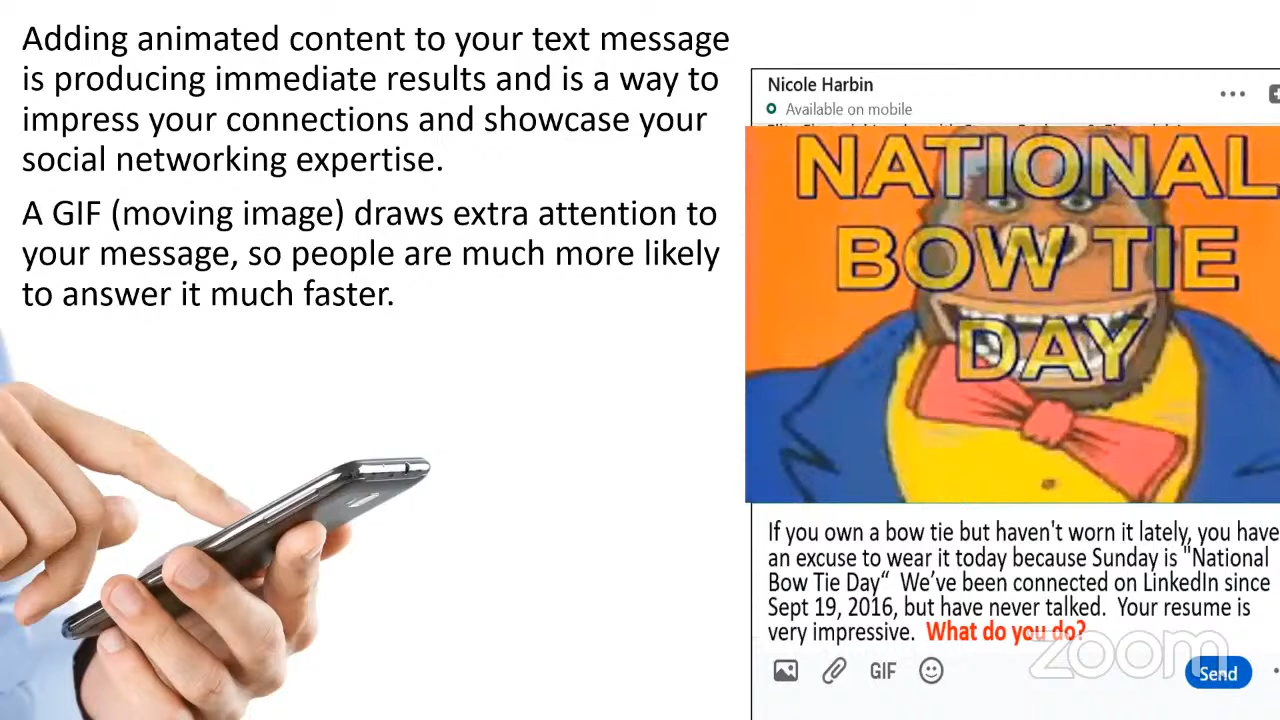 Adding animated content to your text message
is producing immediate results and is a way to
impress your connections and showcase your
social networking expertise.
A GIF (moving image) draws extra attention to
your message, so people are much more likely
to answer it much faster.
Nicole Harbin
Available on mobile
NATIONAL
BOW TIE
DAY
If you own a bow tie but haven't worn it lately, you have
an excuse to wear it today because Sunday is "National
Bow Tie Day“ We’ve been connected on LinkedIn since
Sept 19, 2016, but have never talked. Your resume is
very impressive. What do you do?
zoom
GIF
Send